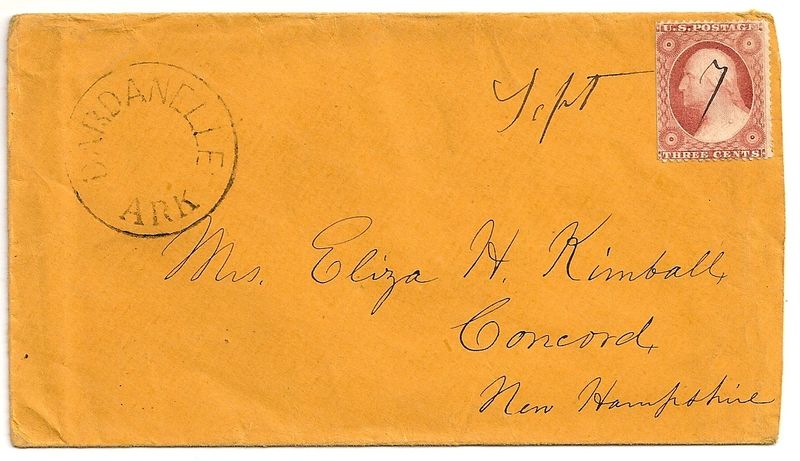 DARDANELLE
ARK
Sept 7
U.S. POSTAGE
THREE CENTS
Mrs. Eliza H. Kimball,
Concord,
New Hampshire